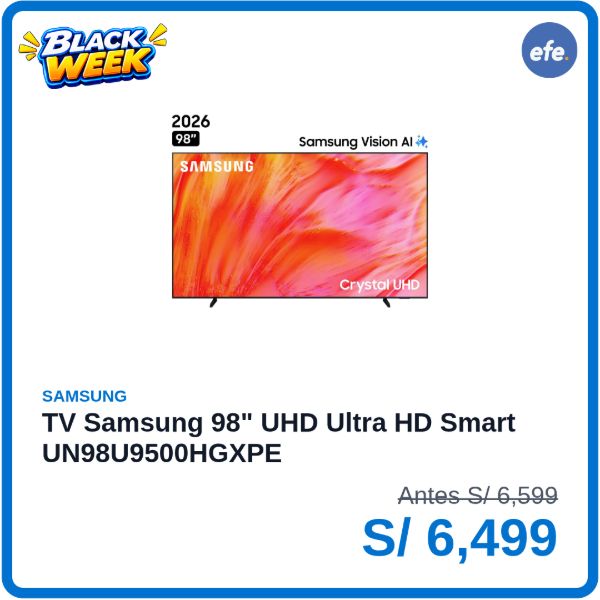 BLACK
WEEK
efe.
2026
98"
Samsung Vision AI
SAMSUNG
Crystal UHD
SAMSUNG
TV Samsung 98" UHD Ultra HD Smart
UN98U9500HGXPE
Antes S/ 6,599
S/ 6,499